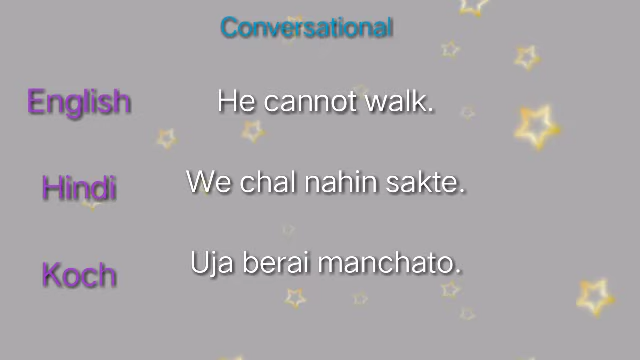 Conversational
English He cannot walk.
Hindi We chal nahin sakte.
Koch Uja berai manchato.